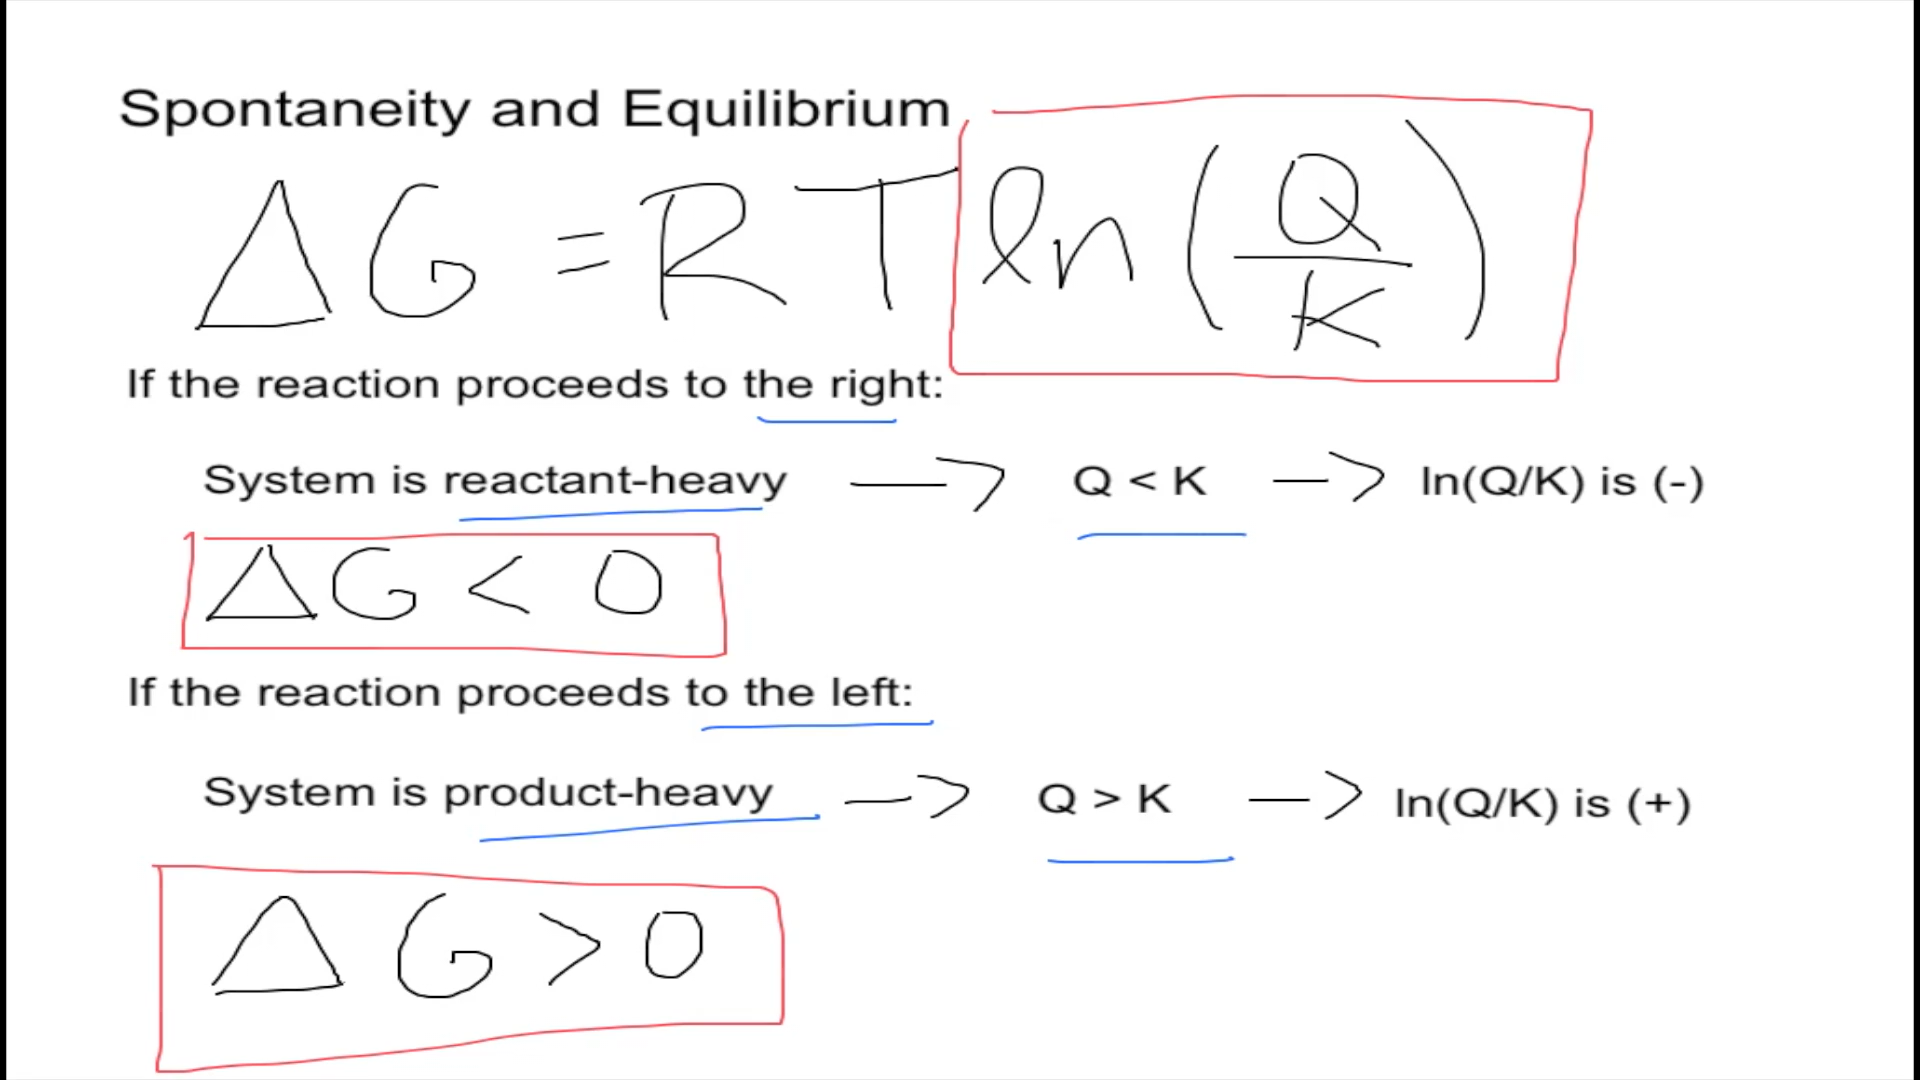 Spontaneity and Equilibrium
ΔG = RT ln(Q/K)
If the reaction proceeds to the right:
System is reactant-heavy —> Q < K —> ln(Q/K) is (-)
ΔG < 0
If the reaction proceeds to the left:
System is product-heavy —> Q > K —> ln(Q/K) is (+)
ΔG > 0